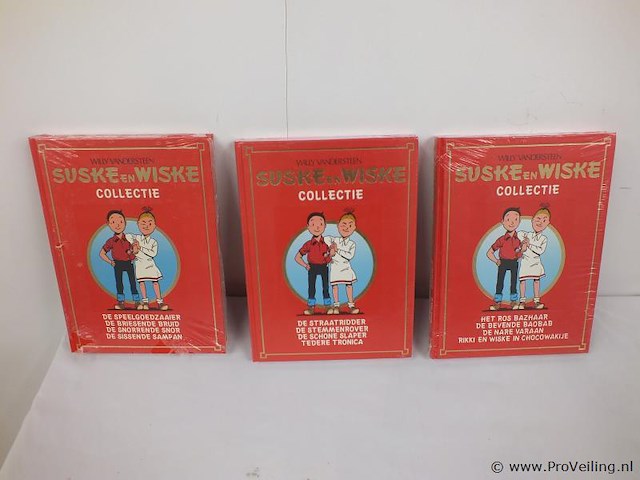 WILLY VANDERSTEEN
SUSKE EN WISKE
COLLECTIE
DE SPEELGOEDZAAIER
DE BRIESENDE BRUID
DE SNORRENDE SNOR
DE SISSENDE SAMPAN
WILLY VANDERSTEEN
SUSKE EN WISKE
COLLECTIE
DE STRAATRIDDER
DE STEMMENROVER
DE SCHONE SLAPER
TEDERE TRONICA
WILLY VANDERSTEEN
SUSKE EN WISKE
COLLECTIE
HET ROS BAZHAAR
DE BEVENDE BAOBAB
DE NARE VARAAN
RIKKI EN WISKE IN CHOCOWAKIJE
© www.ProVeiling.nl